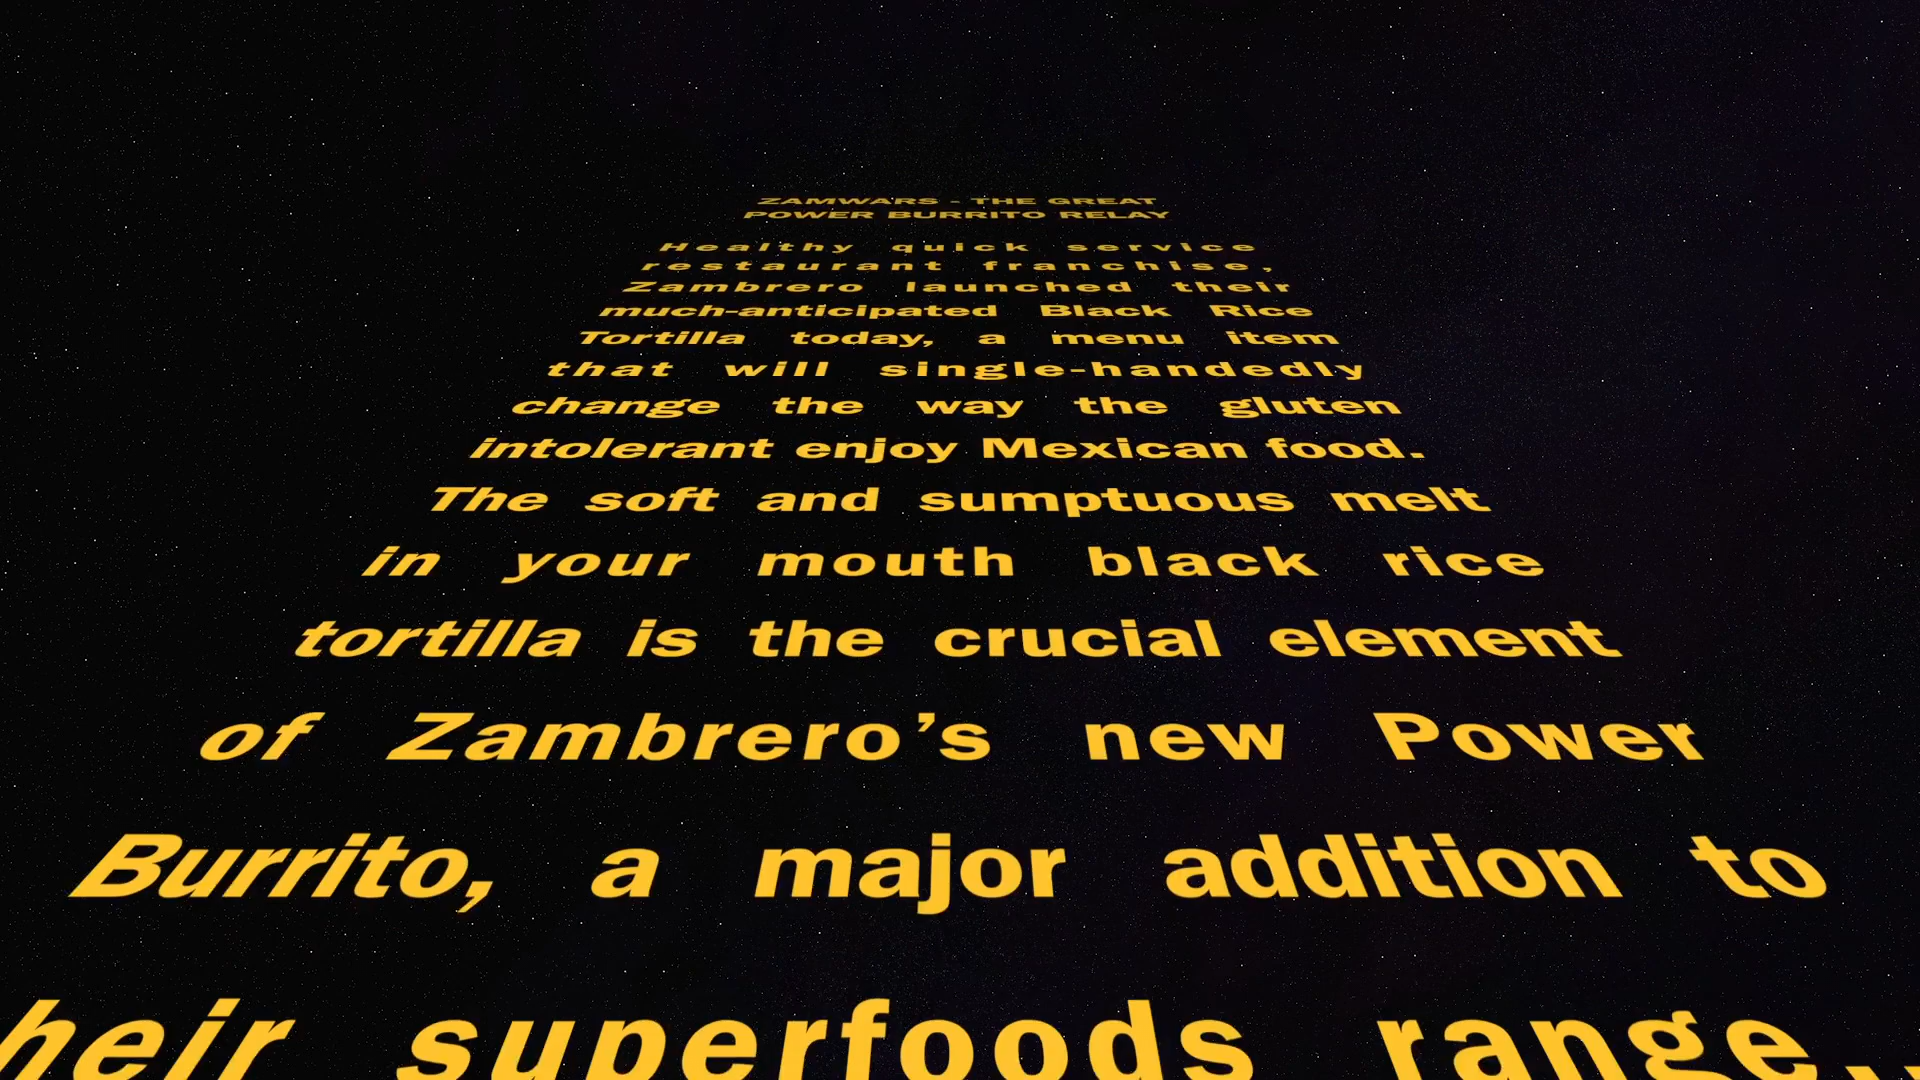 ZAMWARS - THE GREAT
POWER BURRITO RELAY
Healthy quick service
restaurant franchise,
Zambrero launched their
much-anticipated Black Rice
Tortilla today, a menu item
that will single-handedly
change the way the gluten
intolerant enjoy Mexican food.
The soft and sumptuous melt
in your mouth black rice
tortilla is the crucial element
of Zambrero’s new Power
Burrito, a major addition to
heir superfoods range...